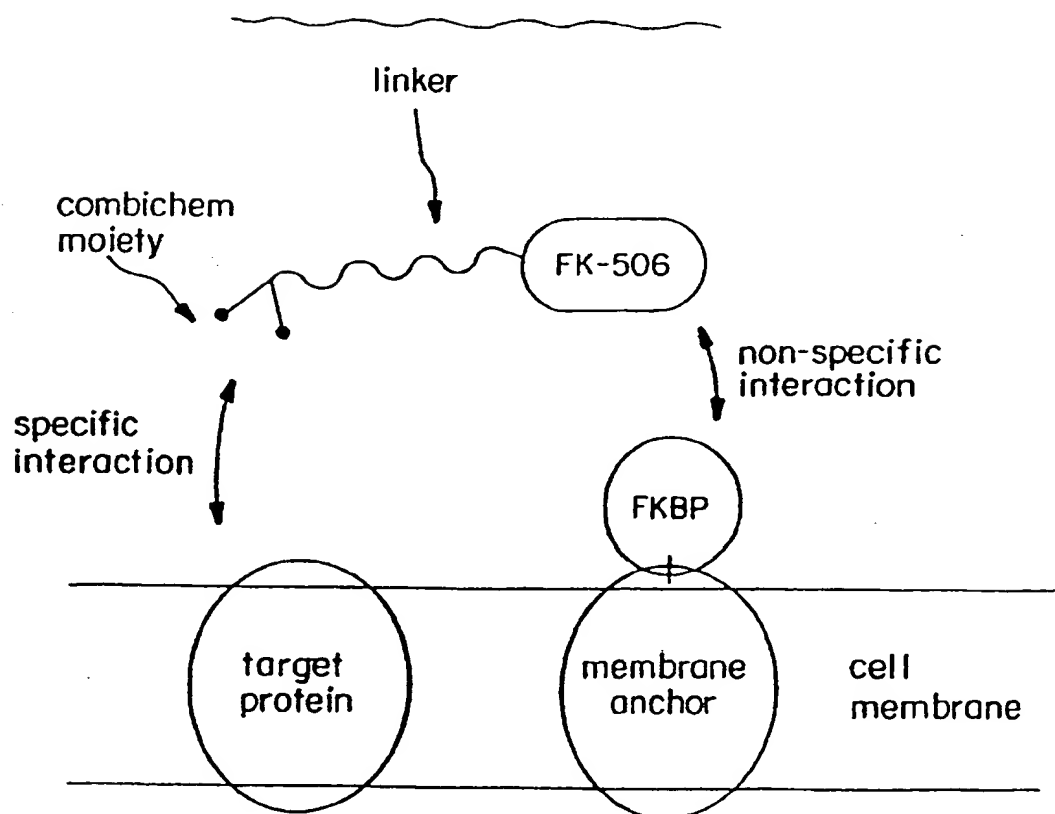 linker
combichem
moiety
FK-506
non-specific
interaction
specific
interaction
FKBP
target
protein
membrane
anchor
cell
membrane